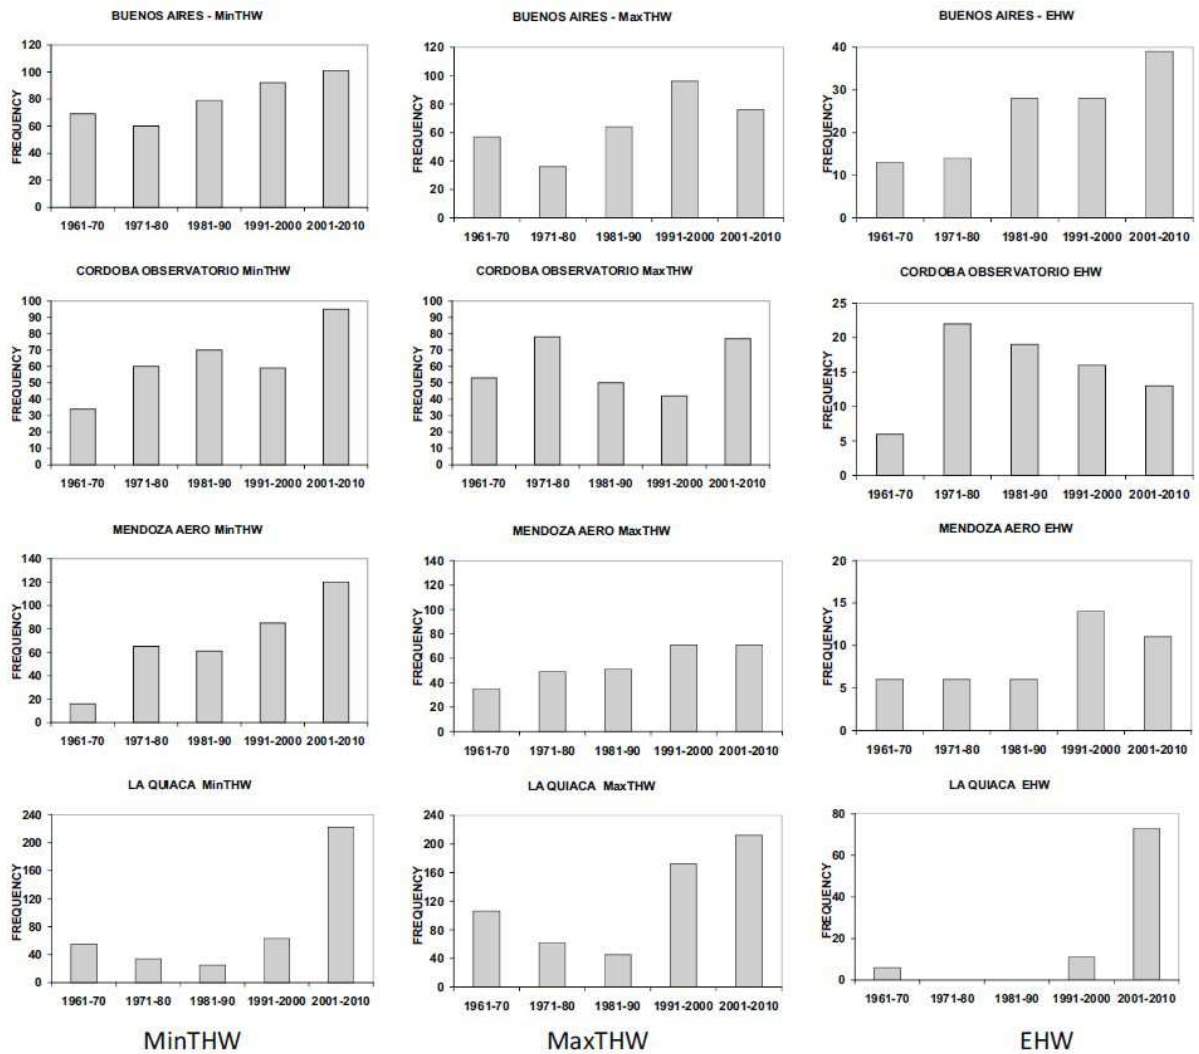 BUENOS AIRES - MinTHW
FREQUENCY
120
100
80
60
40
20
0
1961-70 1971-80 1981-90 1991-2000 2001-2010
BUENOS AIRES - MaxTHW
FREQUENCY
120
100
80
60
40
20
0
1961-70 1971-80 1981-90 1991-2000 2001-2010
BUENOS AIRES - EHW
FREQUENCY
40
30
20
10
0
1961-70 1971-80 1981-90 1991-2000 2001-2010
CORDOBA OBSERVATORIO MinTHW
FREQUENCY
100
90
80
70
60
50
40
30
20
10
0
1961-70 1971-80 1981-90 1991-2000 2001-2010
CORDOBA OBSERVATORIO MaxTHW
FREQUENCY
100
90
80
70
60
50
40
30
20
10
0
1961-70 1971-80 1981-90 1991-2000 2001-2010
CORDOBA OBSERVATORIO EHW
FREQUENCY
25
20
15
10
5
0
1961-70 1971-80 1981-90 1991-2000 2001-2010
MENDOZA AERO MinTHW
FREQUENCY
140
120
100
80
60
40
20
0
1961-70 1971-80 1981-90 1991-2000 2001-2010
MENDOZA AERO MaxTHW
FREQUENCY
140
120
100
80
60
40
20
0
1961-70 1971-80 1981-90 1991-2000 2001-2010
MENDOZA AERO EHW
FREQUENCY
20
15
10
5
0
1961-70 1971-80 1981-90 1991-2000 2001-2010
LA QUIACA MinTHW
FREQUENCY
240
200
160
120
80
40
0
1961-70 1971-80 1981-90 1991-2000 2001-2010
LA QUIACA MaxTHW
FREQUENCY
240
200
160
120
80
40
0
1961-70 1971-80 1981-90 1991-2000 2001-2010
LA QUIACA EHW
FREQUENCY
80
60
40
20
0
1961-70 1971-80 1981-90 1991-2000 2001-2010
MinTHW
MaxTHW
EHW